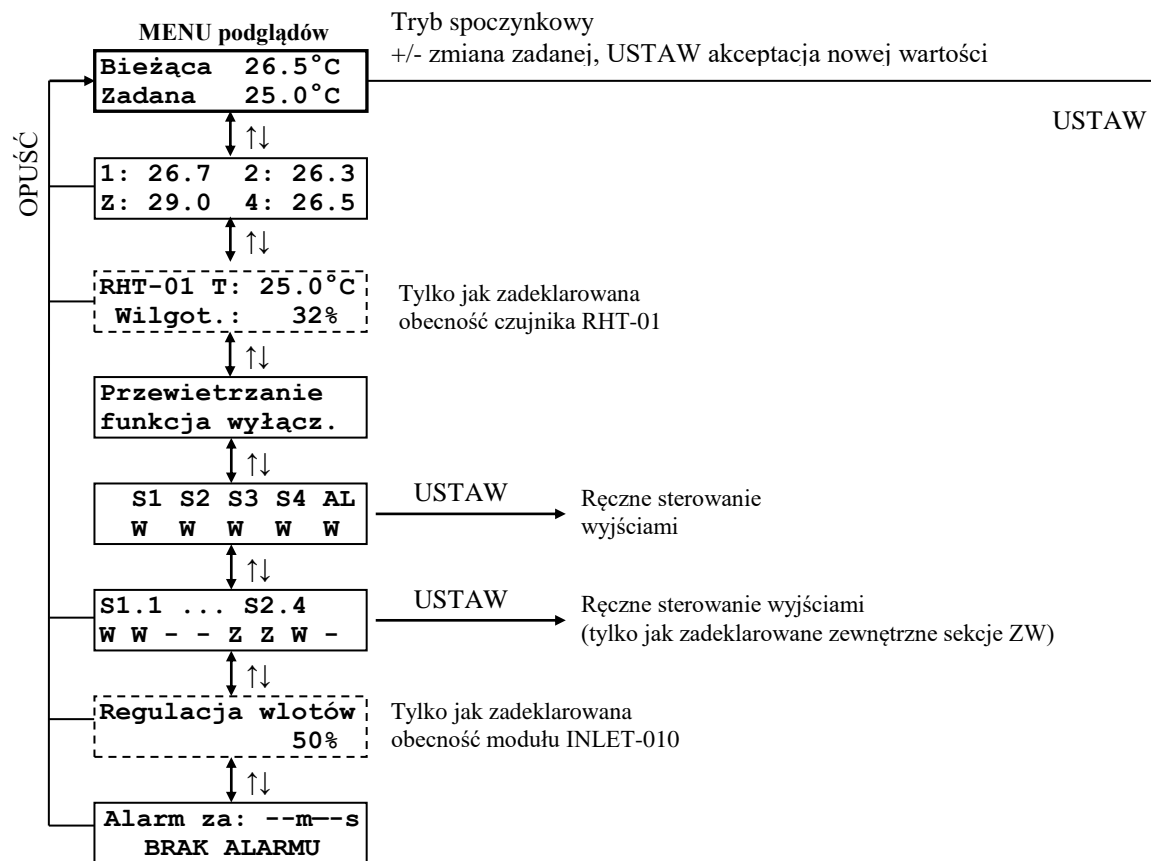 MENU podglądów
Tryb spoczynkowy
+/- zmiana zadanej, USTAW akceptacja nowej wartości
Bieżąca 26.5°C
Zadana 25.0°C
USTAW
OPUŚĆ
↑↓
1: 26.7 2: 26.3
Z: 29.0 4: 26.5
↑↓
RHT-01 T: 25.0°C
Wilgot.: 32%
Tylko jak zadeklarowana
obecność czujnika RHT-01
↑↓
Przewietrzanie
funkcja wyłącz.
↑↓
S1 S2 S3 S4 AL
W W W W W
USTAW
Ręczne sterowanie
wyjściami
↑↓
S1.1 ... S2.4
W W - - Z Z W -
USTAW
Ręczne sterowanie wyjściami
(tylko jak zadeklarowane zewnętrzne sekcje ZW)
↑↓
Regulacja wlotów
50%
Tylko jak zadeklarowana
obecność modułu INLET-010
↑↓
Alarm za: --m--s
BRAK ALARMU